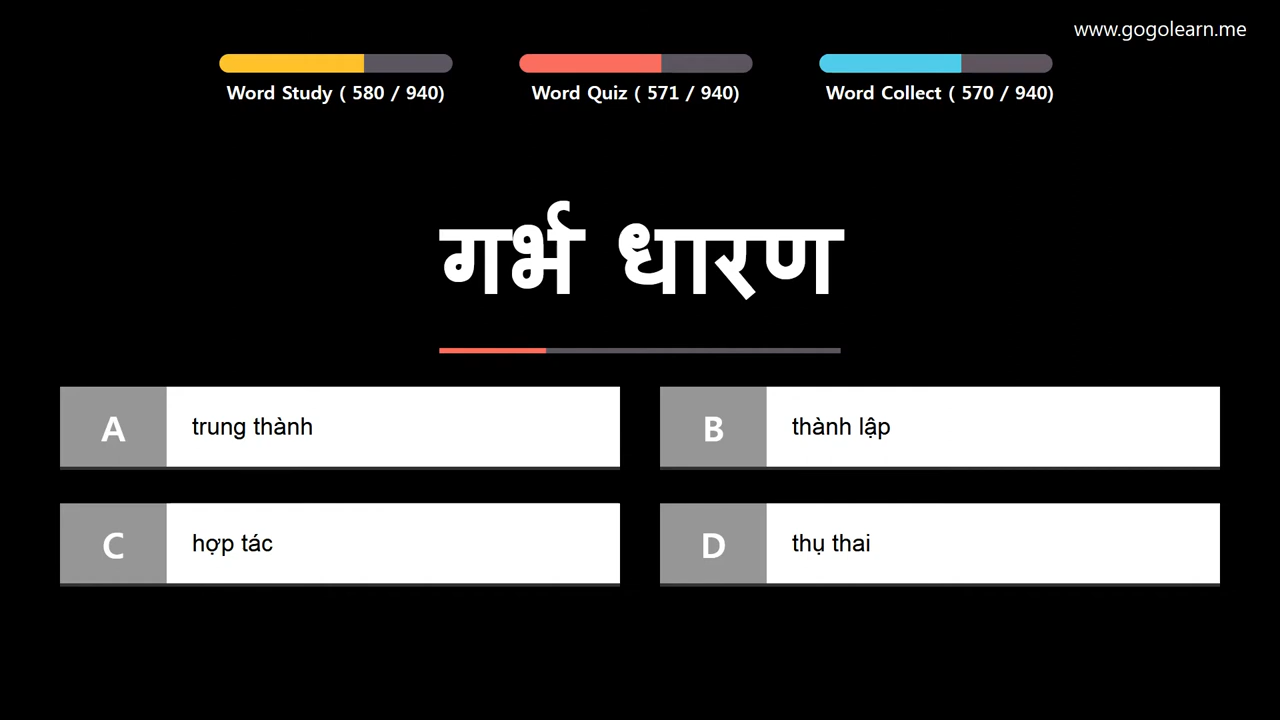 www.gogolearn.me
Word Study ( 580 / 940)
Word Quiz ( 571 / 940)
Word Collect ( 570 / 940)
गर्भ धारण
A
trung thành
B
thành lập
C
hợp tác
D
thụ thai